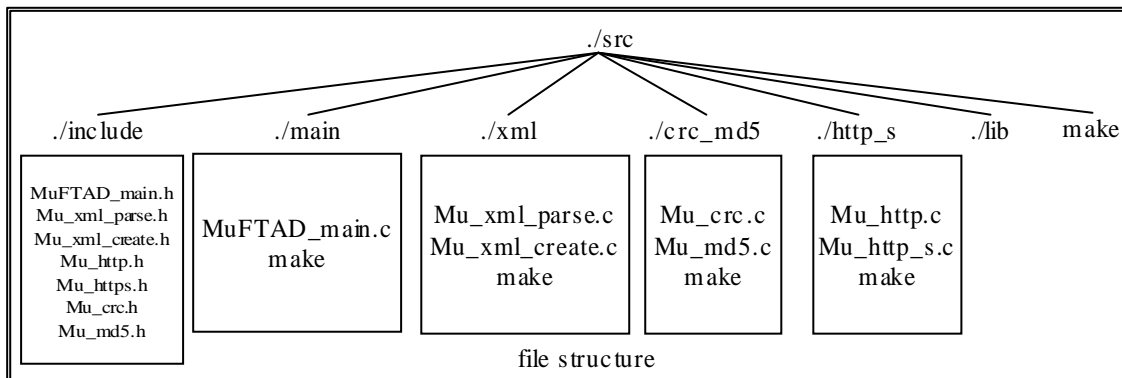 ./src
./include ./main ./xml ./crc_md5 ./http_s ./lib make
MuFTAD_main.h
Mu_xml_parse.h
Mu_xml_create.h
Mu_http.h
Mu_https.h
Mu_crc.h
Mu_md5.h
MuFTAD_main.c
make
Mu_xml_parse.c
Mu_xml_create.c
make
Mu_crc.c
Mu_md5.c
make
Mu_http.c
Mu_http_s.c
make
file structure